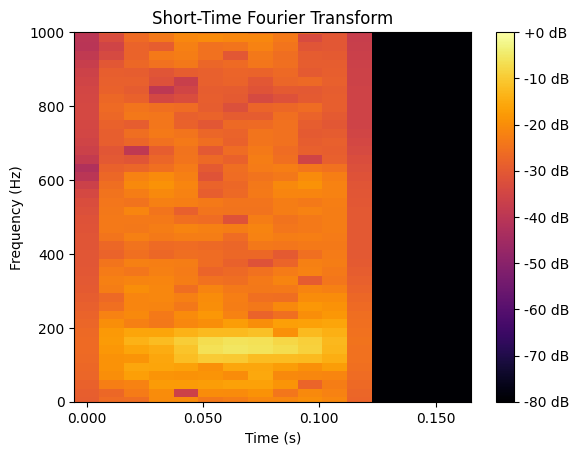 Short-Time Fourier Transform
1000
800
600
400
200
0
Frequency (Hz)
0.000
0.050
0.100
0.150
Time (s)
+0 dB
-10 dB
-20 dB
-30 dB
-40 dB
-50 dB
-60 dB
-70 dB
-80 dB